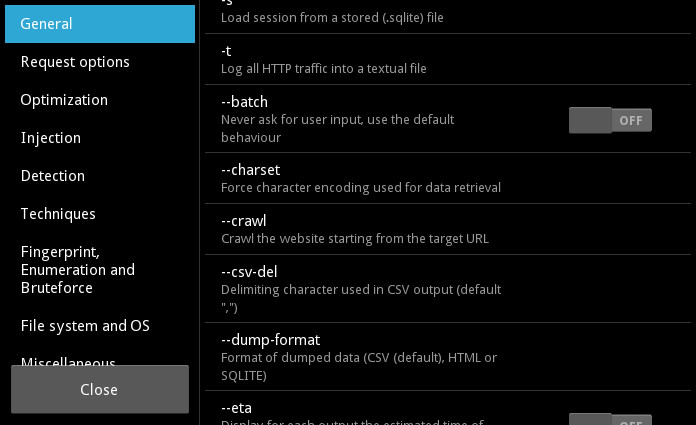 General
Request options
Optimization
Injection
Detection
Techniques
Fingerprint,
Enumeration and
Bruteforce
File system and OS
Miscellaneous
Close
-s
Load session from a stored (.sqlite) file
-t
Log all HTTP traffic into a textual file
--batch
Never ask for user input, use the default
behaviour
OFF
--charset
Force character encoding used for data retrieval
--crawl
Crawl the website starting from the target URL
--csv-del
Delimiting character used in CSV output (default
",")
--dump-format
Format of dumped data (CSV (default), HTML or
SQLITE)
--eta
Display for each output the estimated time of
OFF